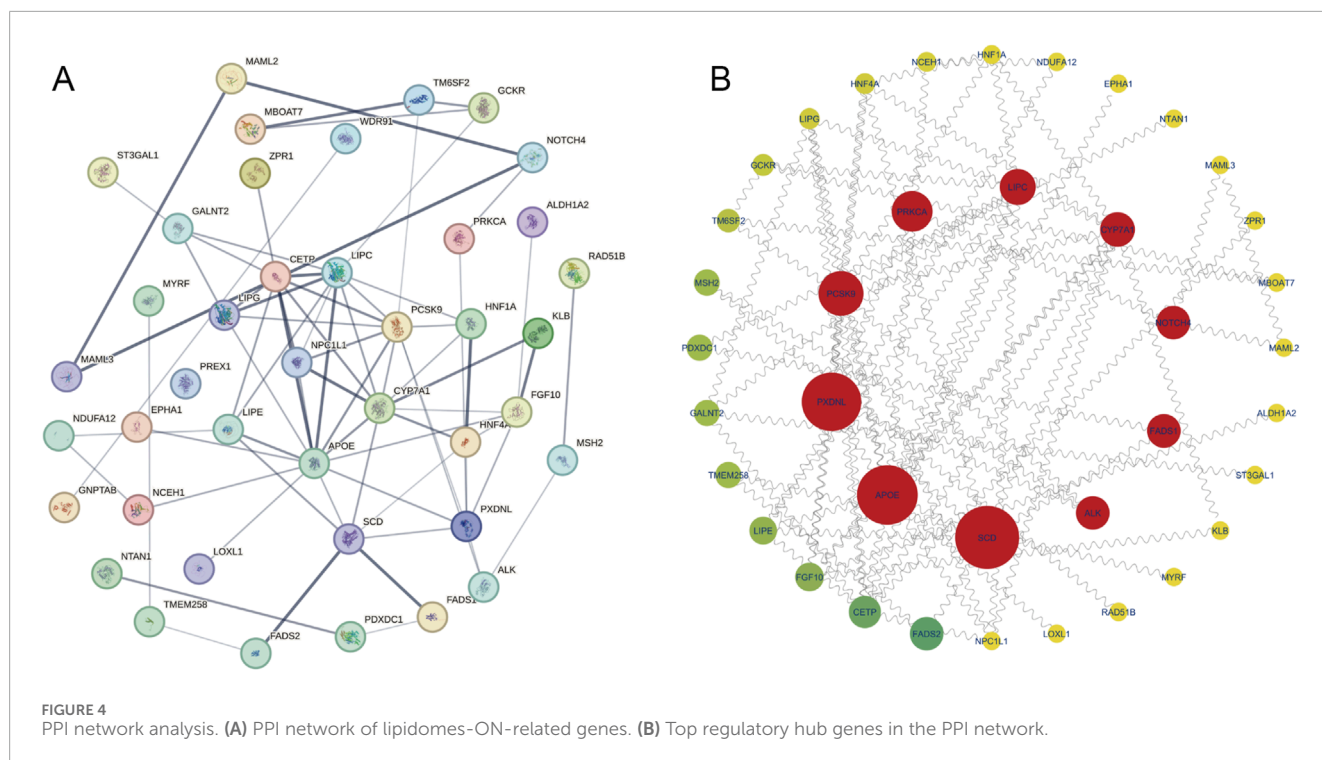 A
MAML2
TM6SF2
GCKR
MBOAT7
WDR91
NOTCH4
ST3GAL1
ZPR1
ALDH1A2
GALNT2
PRKCA
RAD51B
CETP
LIPC
MYRF
LIPG
PCSK9
HNF1A
KLB
MAML3
NPC1L1
PREX1
CYP7A1
FGF10
NDUFA12
EPHA1
LIPE
HNF4A
APOE
MSH2
GNPTAB
NCEH1
SCD
PXDNL
NTAN1
LOXL1
ALK
TMEM258
FADS1
FADS2
PDXDC1
B
HNF1A
NCEH1
NDUFA12
HNF4A
EPHA1
LIPG
NTAN1
GCKR
MAML3
LIPC
PRKCA
TM6SF2
ZPR1
CYP7A1
MSH2
MBOAT7
PCSK9
NOTCH4
PDXDC1
MAML2
PXDNL
GALNT2
ALDH1A2
FADS1
TMEM258
ST3GAL1
APOE
ALK
LIPE
SCD
KLB
FGF10
MYRF
CETP
RAD51B
FADS2
NPC1L1
LOXL1
FIGURE 4
PPI network analysis. (A) PPI network of lipidomes-ON-related genes. (B) Top regulatory hub genes in the PPI network.